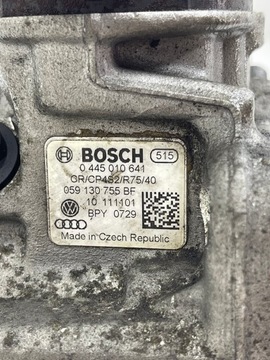 BOSCH 515
0 445 010 641
GR/CP4S2/R75/40
059 130 755 BF
10 111101
BPY 0729
Made in Czech Republic